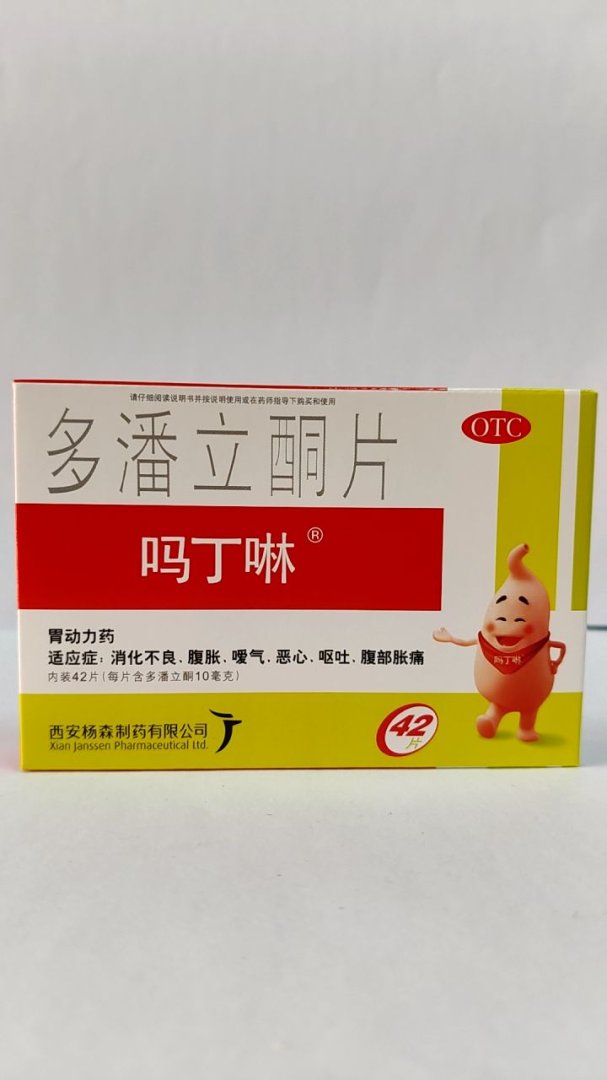 请仔细阅读说明书并按说明使用或在药师指导下购买和使用
多潘立酮片
OTC
吗丁啉®
胃动力药
适应症：消化不良、腹胀、嗳气、恶心、呕吐、腹部胀痛
内装42片（每片含多潘立酮10毫克）
吗丁啉
西安杨森制药有限公司
Xian Janssen Pharmaceutical Ltd.
42
片